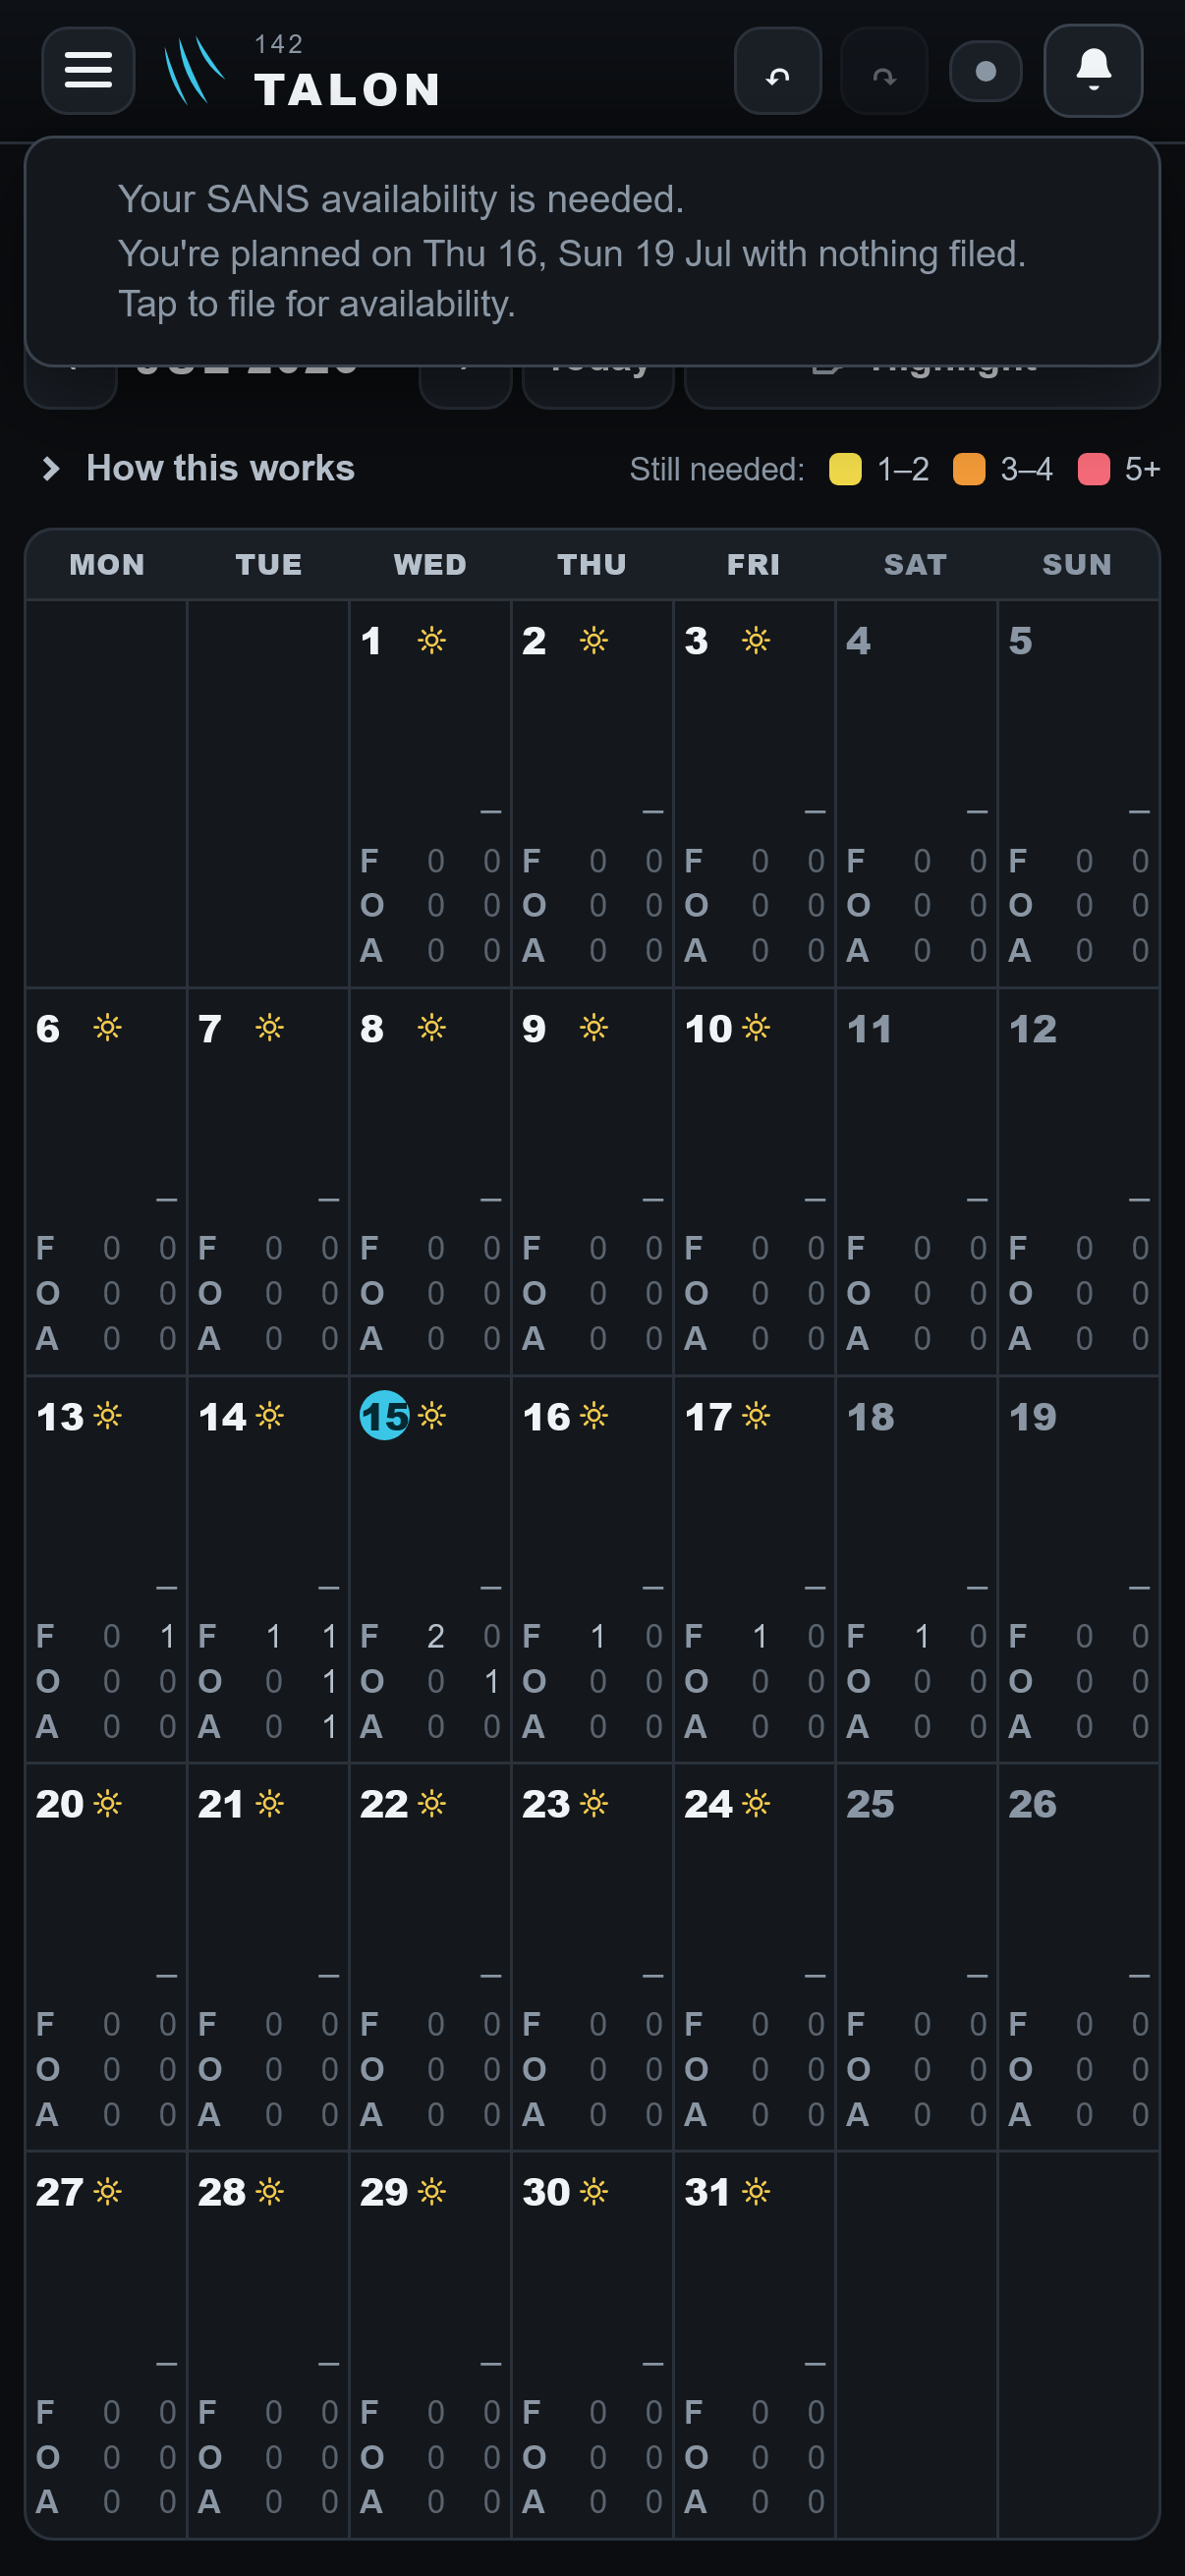 142
TALON
Your SANS availability is needed.
You're planned on Thu 16, Sun 19 Jul with nothing filed.
Tap to file for availability.
How this works
Still needed: 1–2 3–4 5+
MON TUE WED THU FRI SAT SUN
1 2 3 4 5
– – – – –
F 0 0 F 0 0 F 0 0 F 0 0 F 0 0
O 0 0 O 0 0 O 0 0 O 0 0 O 0 0
A 0 0 A 0 0 A 0 0 A 0 0 A 0 0
6 7 8 9 10 11 12
– – – – – – –
F 0 0 F 0 0 F 0 0 F 0 0 F 0 0 F 0 0 F 0 0
O 0 0 O 0 0 O 0 0 O 0 0 O 0 0 O 0 0 O 0 0
A 0 0 A 0 0 A 0 0 A 0 0 A 0 0 A 0 0 A 0 0
13 14 15 16 17 18 19
– – – – – – –
F 0 1 F 1 1 F 2 0 F 1 0 F 1 0 F 1 0 F 0 0
O 0 0 O 0 1 O 0 1 O 0 0 O 0 0 O 0 0 O 0 0
A 0 0 A 0 1 A 0 0 A 0 0 A 0 0 A 0 0 A 0 0
20 21 22 23 24 25 26
– – – – – – –
F 0 0 F 0 0 F 0 0 F 0 0 F 0 0 F 0 0 F 0 0
O 0 0 O 0 0 O 0 0 O 0 0 O 0 0 O 0 0 O 0 0
A 0 0 A 0 0 A 0 0 A 0 0 A 0 0 A 0 0 A 0 0
27 28 29 30 31
– – – – –
F 0 0 F 0 0 F 0 0 F 0 0 F 0 0
O 0 0 O 0 0 O 0 0 O 0 0 O 0 0
A 0 0 A 0 0 A 0 0 A 0 0 A 0 0